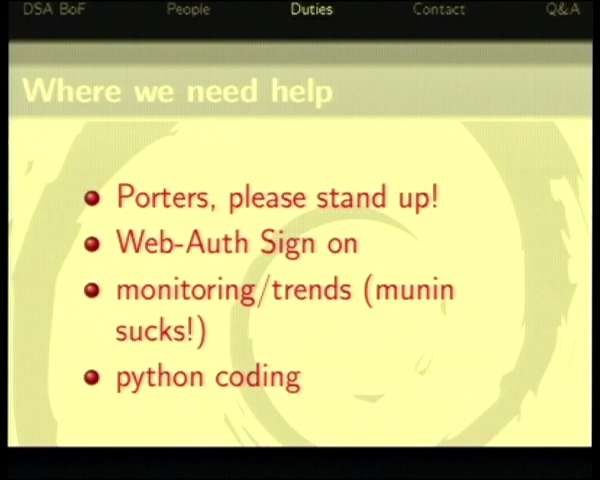 DSA BoF People Duties Contact Q&A
Where we need help
Porters, please stand up!
Web-Auth Sign on
monitoring/trends (munin
sucks!)
python coding